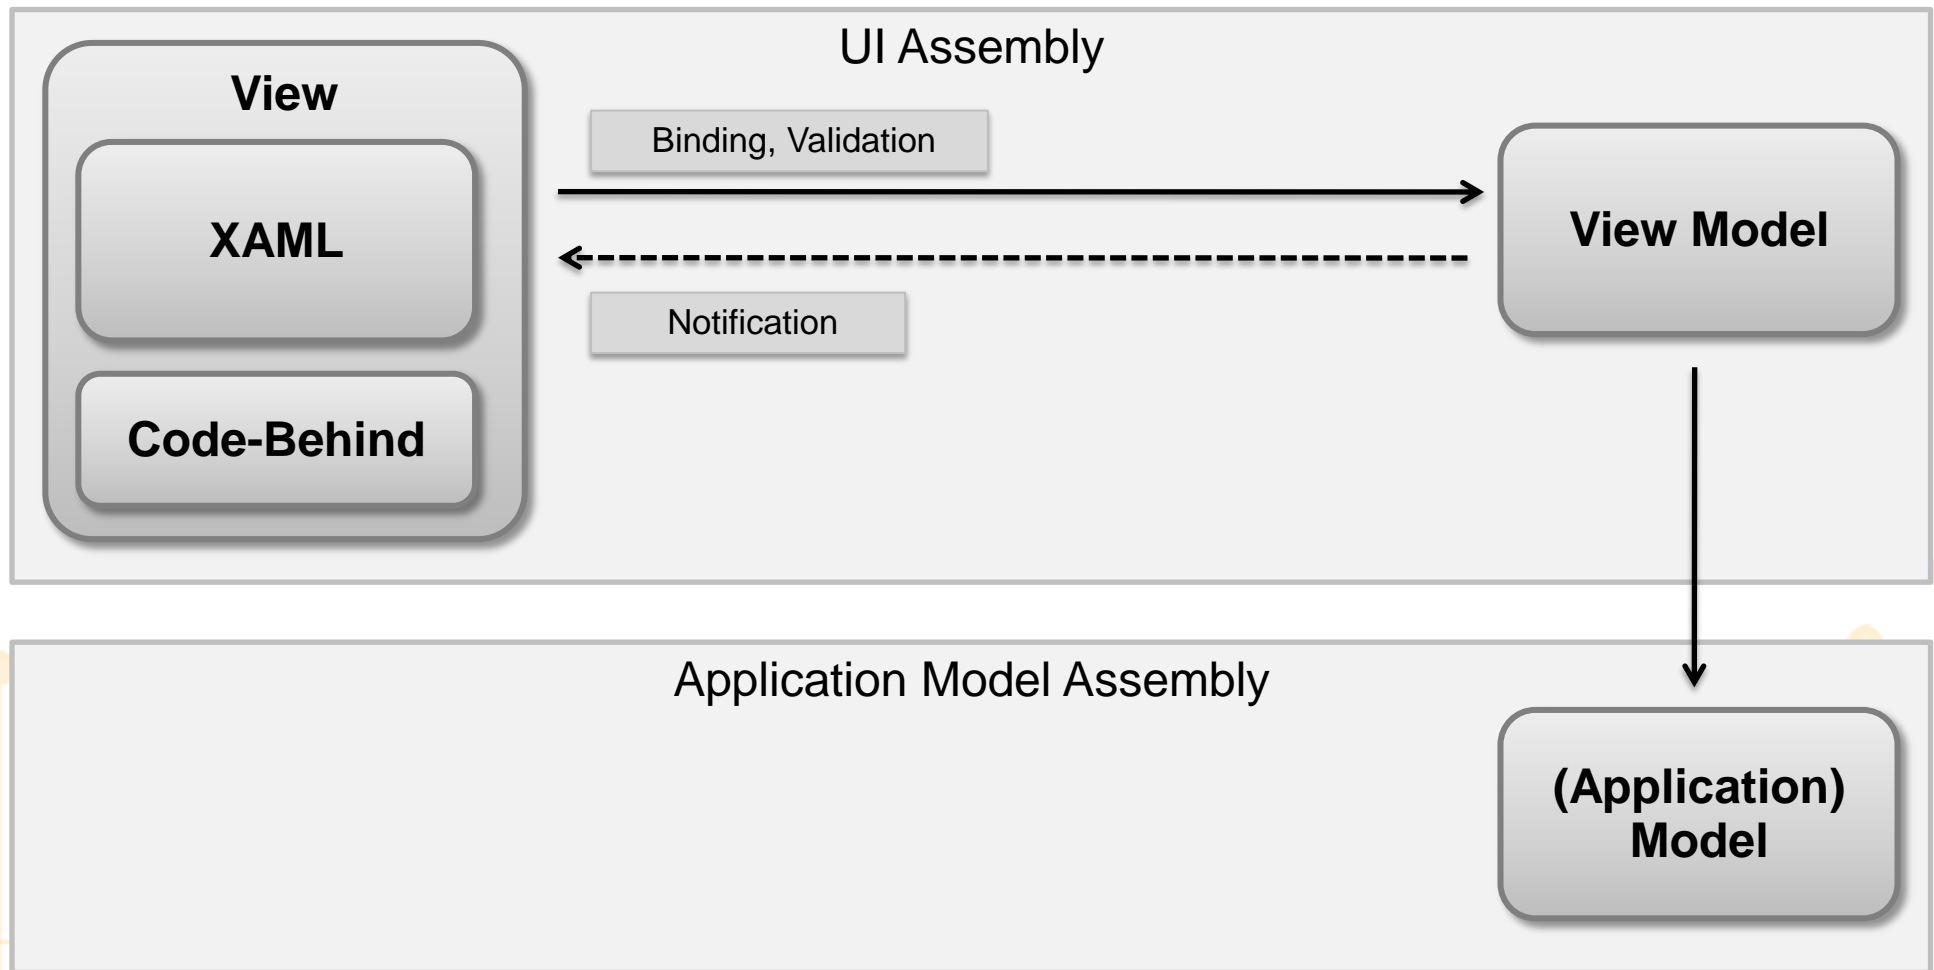 UI Assembly
View
XAML
Code-Behind
Binding, Validation
Notification
View Model
Application Model Assembly
(Application)
Model